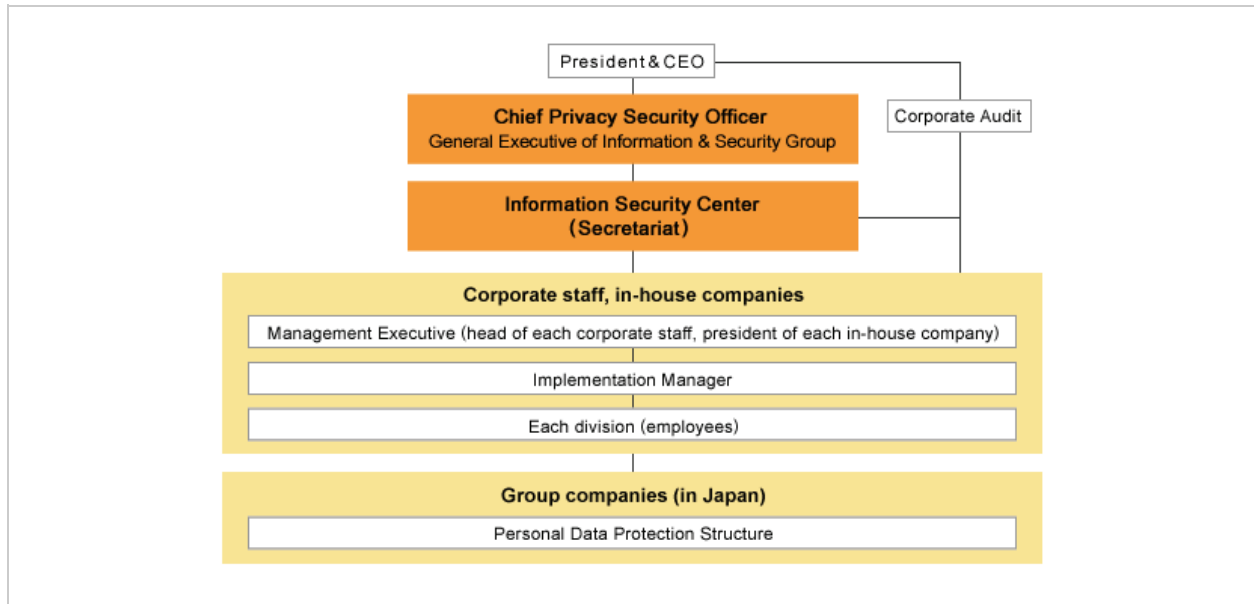 President & CEO
Chief Privacy Security Officer
General Executive of Information & Security Group
Corporate Audit
Information Security Center
(Secretariat)
Corporate staff, in-house companies
Management Executive (head of each corporate staff, president of each in-house company)
Implementation Manager
Each division (employees)
Group companies (in Japan)
Personal Data Protection Structure